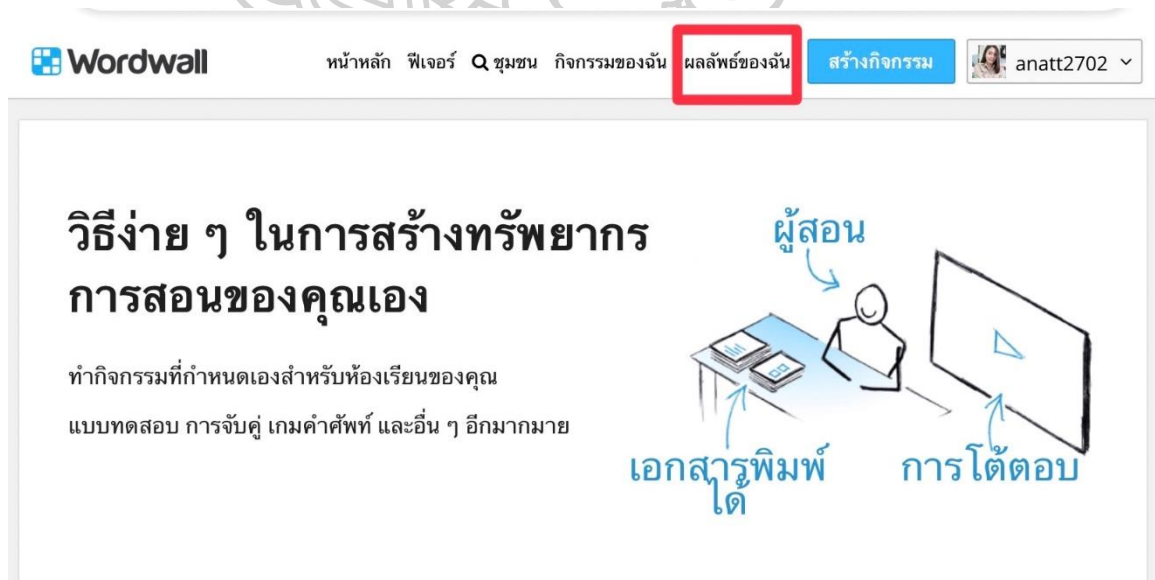 Wordwall
หน้าหลัก ฟีเจอร์ ชุมชน กิจกรรมของฉัน ผลลัพธ์ของฉัน สร้างกิจกรรม anatt2702
วิธีง่าย ๆ ในการสร้างทรัพยากร
การสอนของคุณเอง
ทำกิจกรรมที่กำหนดเองสำหรับห้องเรียนของคุณ
แบบทดสอบ การจับคู่ เกมคำศัพท์ และอื่น ๆ อีกมากมาย
ผู้สอน
เอกสารพิมพ์
ได้
การโต้ตอบ